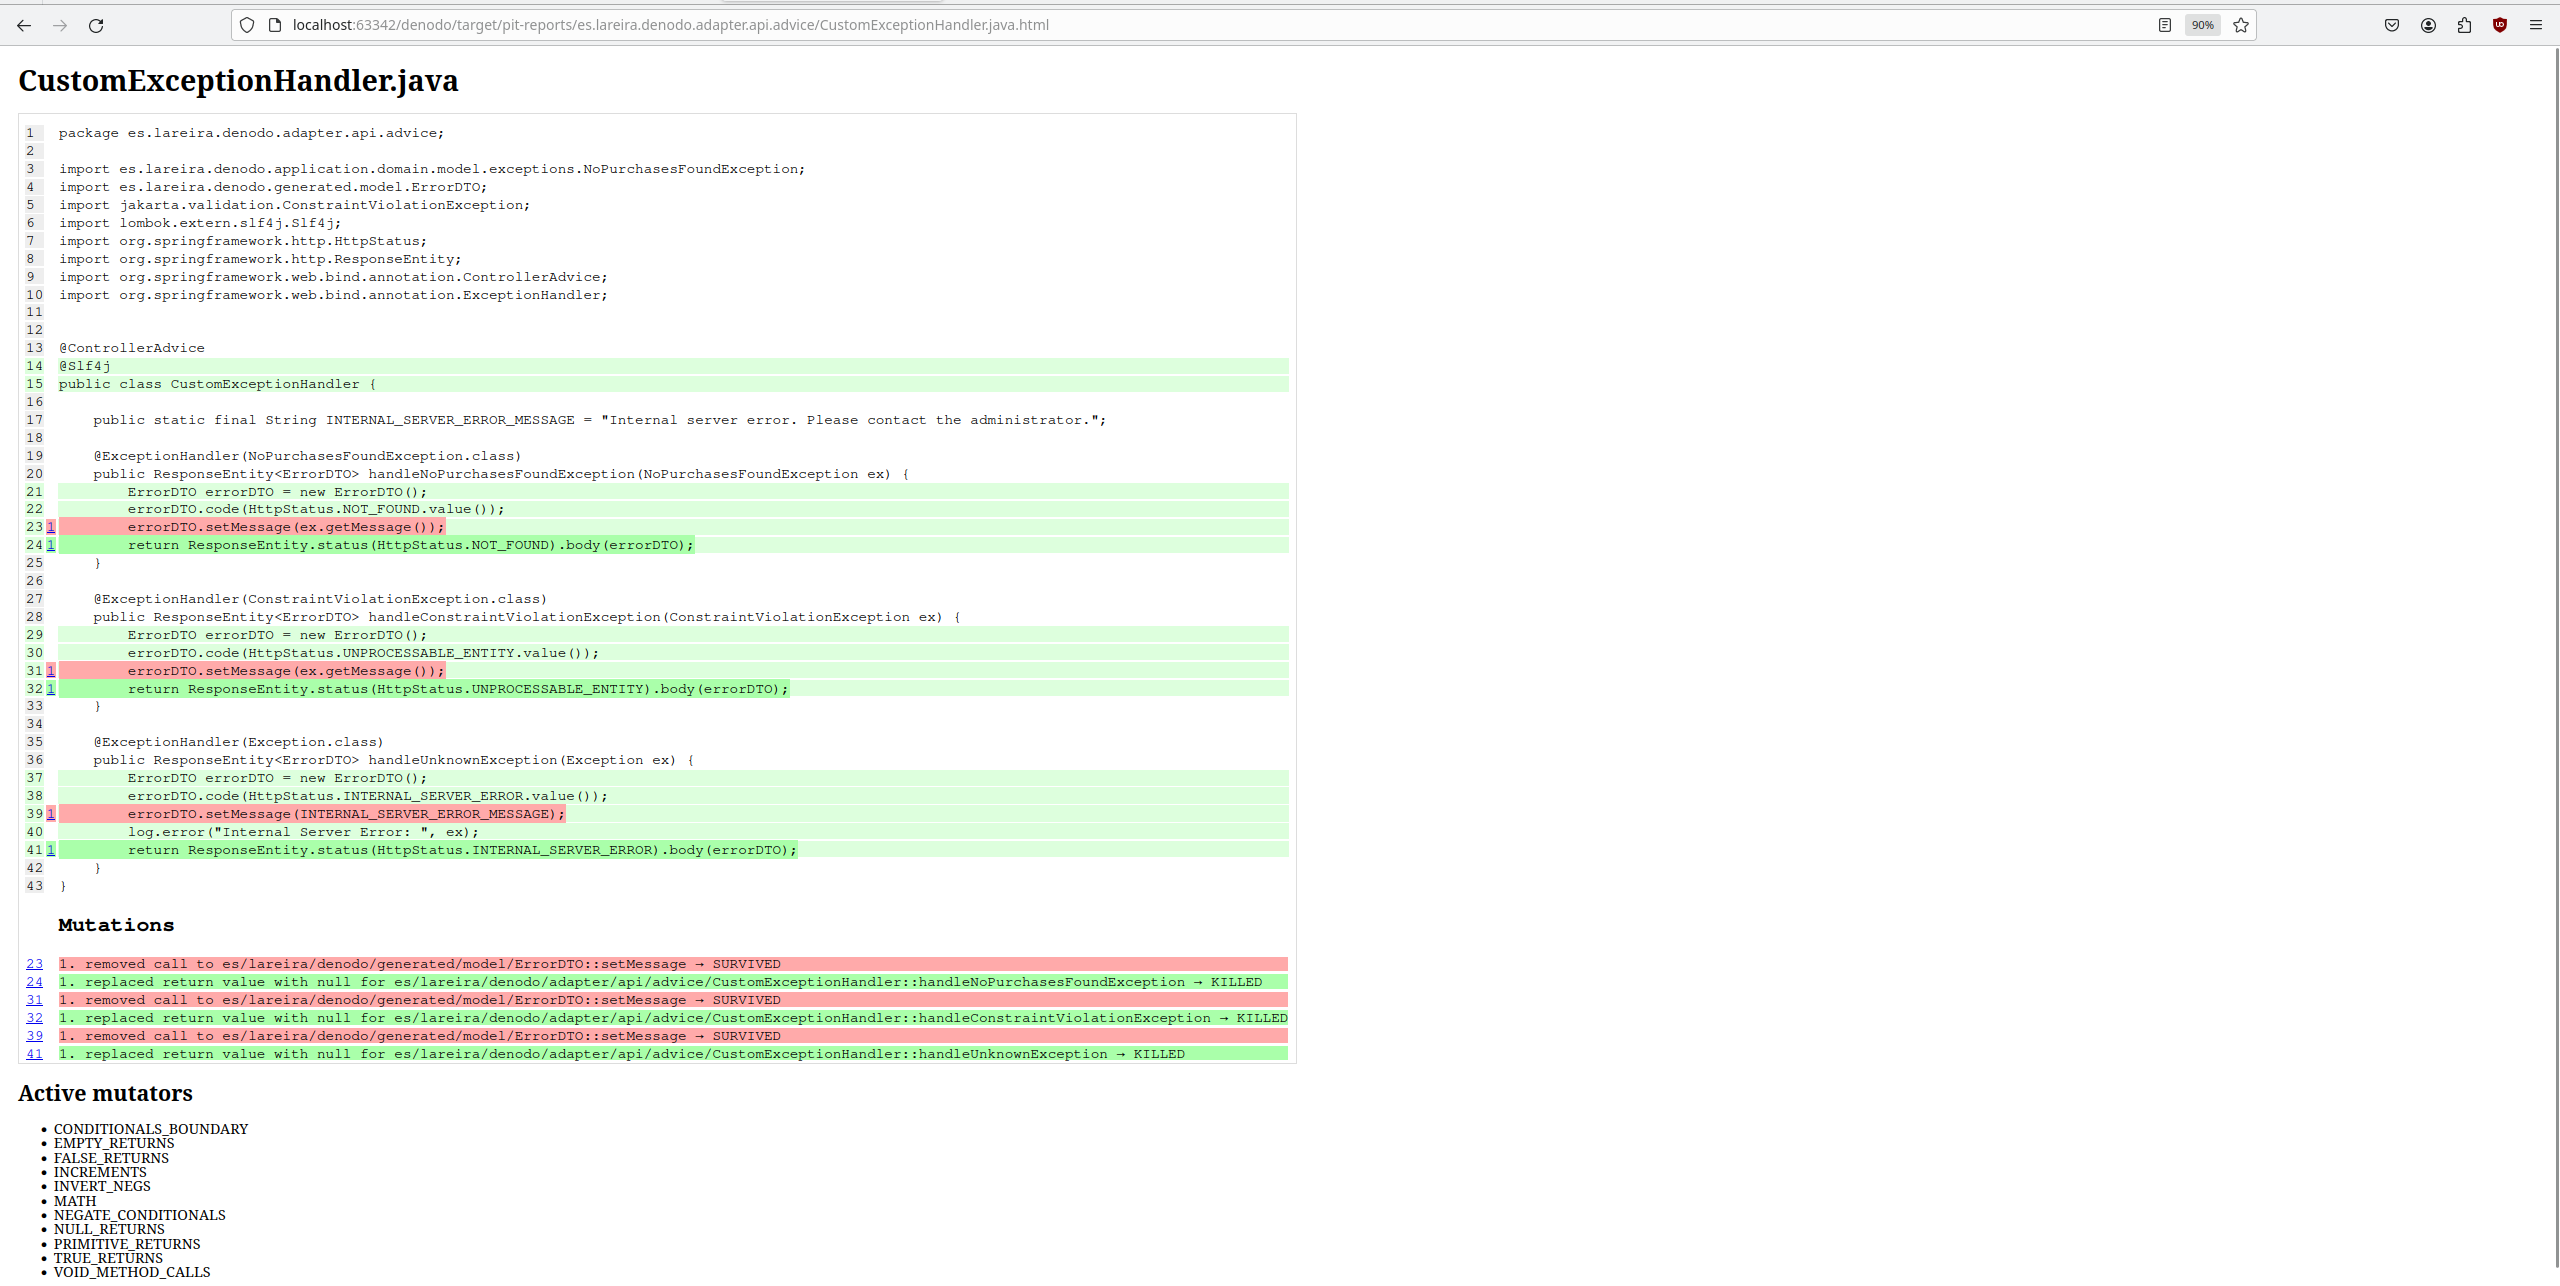 localhost:63342/denodo/target/pit-reports/es.lareira.denodo.adapter.api.advice/CustomExceptionHandler.java.html
90%
CustomExceptionHandler.java
1 package es.lareira.denodo.adapter.api.advice;
2
3 import es.lareira.denodo.application.domain.model.exceptions.NoPurchasesFoundException;
4 import es.lareira.denodo.generated.model.ErrorDTO;
5 import jakarta.validation.ConstraintViolationException;
6 import lombok.extern.slf4j.Slf4j;
7 import org.springframework.http.HttpStatus;
8 import org.springframework.http.ResponseEntity;
9 import org.springframework.web.bind.annotation.ControllerAdvice;
10 import org.springframework.web.bind.annotation.ExceptionHandler;
11
12
13 @ControllerAdvice
14 @Slf4j
15 public class CustomExceptionHandler {
16
17 public static final String INTERNAL_SERVER_ERROR_MESSAGE = "Internal server error. Please contact the administrator.";
18
19 @ExceptionHandler(NoPurchasesFoundException.class)
20 public ResponseEntity<ErrorDTO> handleNoPurchasesFoundException(NoPurchasesFoundException ex) {
21 ErrorDTO errorDTO = new ErrorDTO();
22 errorDTO.code(HttpStatus.NOT_FOUND.value());
23 1 errorDTO.setMessage(ex.getMessage());
24 1 return ResponseEntity.status(HttpStatus.NOT_FOUND).body(errorDTO);
25 }
26
27 @ExceptionHandler(ConstraintViolationException.class)
28 public ResponseEntity<ErrorDTO> handleConstraintViolationException(ConstraintViolationException ex) {
29 ErrorDTO errorDTO = new ErrorDTO();
30 errorDTO.code(HttpStatus.UNPROCESSABLE_ENTITY.value());
31 1 errorDTO.setMessage(ex.getMessage());
32 1 return ResponseEntity.status(HttpStatus.UNPROCESSABLE_ENTITY).body(errorDTO);
33 }
34
35 @ExceptionHandler(Exception.class)
36 public ResponseEntity<ErrorDTO> handleUnknownException(Exception ex) {
37 ErrorDTO errorDTO = new ErrorDTO();
38 errorDTO.code(HttpStatus.INTERNAL_SERVER_ERROR.value());
39 1 errorDTO.setMessage(INTERNAL_SERVER_ERROR_MESSAGE);
40 log.error("Internal Server Error: ", ex);
41 1 return ResponseEntity.status(HttpStatus.INTERNAL_SERVER_ERROR).body(errorDTO);
42 }
43 }
Mutations
23 1. removed call to es/lareira/denodo/generated/model/ErrorDTO::setMessage → SURVIVED
24 1. replaced return value with null for es/lareira/denodo/adapter/api/advice/CustomExceptionHandler::handleNoPurchasesFoundException → KILLED
31 1. removed call to es/lareira/denodo/generated/model/ErrorDTO::setMessage → SURVIVED
32 1. replaced return value with null for es/lareira/denodo/adapter/api/advice/CustomExceptionHandler::handleConstraintViolationException → KILLED
39 1. removed call to es/lareira/denodo/generated/model/ErrorDTO::setMessage → SURVIVED
41 1. replaced return value with null for es/lareira/denodo/adapter/api/advice/CustomExceptionHandler::handleUnknownException → KILLED
Active mutators
• CONDITIONALS_BOUNDARY
• EMPTY_RETURNS
• FALSE_RETURNS
• INCREMENTS
• INVERT_NEGS
• MATH
• NEGATE_CONDITIONALS
• NULL_RETURNS
• PRIMITIVE_RETURNS
• TRUE_RETURNS
• VOID_METHOD_CALLS